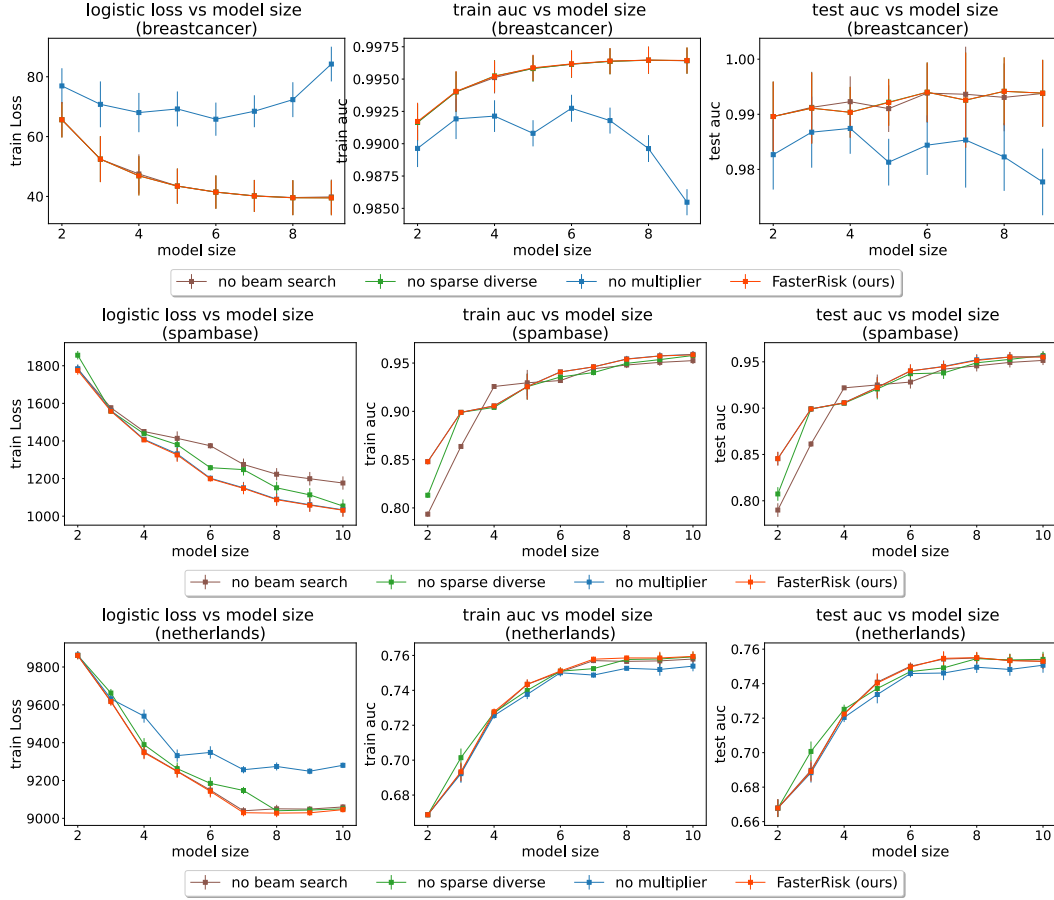 logistic loss vs model size
(breastcancer)
train Loss
80
60
40
2
4
6
8
model size
train auc vs model size
(breastcancer)
train auc
0.9975
0.9950
0.9925
0.9900
0.9875
0.9850
2
4
6
8
model size
test auc vs model size
(breastcancer)
test auc
1.00
0.99
0.98
2
4
6
8
model size
no beam search
no sparse diverse
no multiplier
FasterRisk (ours)
logistic loss vs model size
(spambase)
train Loss
1800
1600
1400
1200
1000
2
4
6
8
10
model size
train auc vs model size
(spambase)
train auc
0.95
0.90
0.85
0.80
2
4
6
8
10
model size
test auc vs model size
(spambase)
test auc
0.95
0.90
0.85
0.80
2
4
6
8
10
model size
no beam search
no sparse diverse
no multiplier
FasterRisk (ours)
logistic loss vs model size
(netherlands)
train Loss
9800
9600
9400
9200
9000
2
4
6
8
10
model size
train auc vs model size
(netherlands)
train auc
0.76
0.74
0.72
0.70
0.68
2
4
6
8
10
model size
test auc vs model size
(netherlands)
test auc
0.76
0.74
0.72
0.70
0.68
0.66
2
4
6
8
10
model size
no beam search
no sparse diverse
no multiplier
FasterRisk (ours)